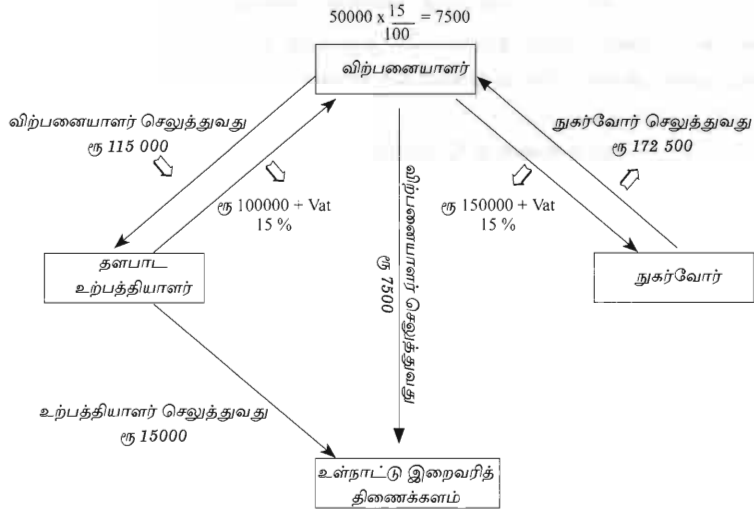 50000 x 15/100 = 7500
விற்பனையாளர்
விற்பனையாளர் செலுத்துவது
ரூ 115 000
நுகர்வோர் செலுத்துவது
ரூ 172 500
ரூ 100000 + Vat
15 %
ரூ 150000 + Vat
15 %
விற்பனையாளர் செலுத்துவது
ரூ 7500
தளபாட
உற்பத்தியாளர்
நுகர்வோர்
உற்பத்தியாளர் செலுத்துவது
ரூ 15000
உள்நாட்டு இறைவரித்
திணைக்களம்